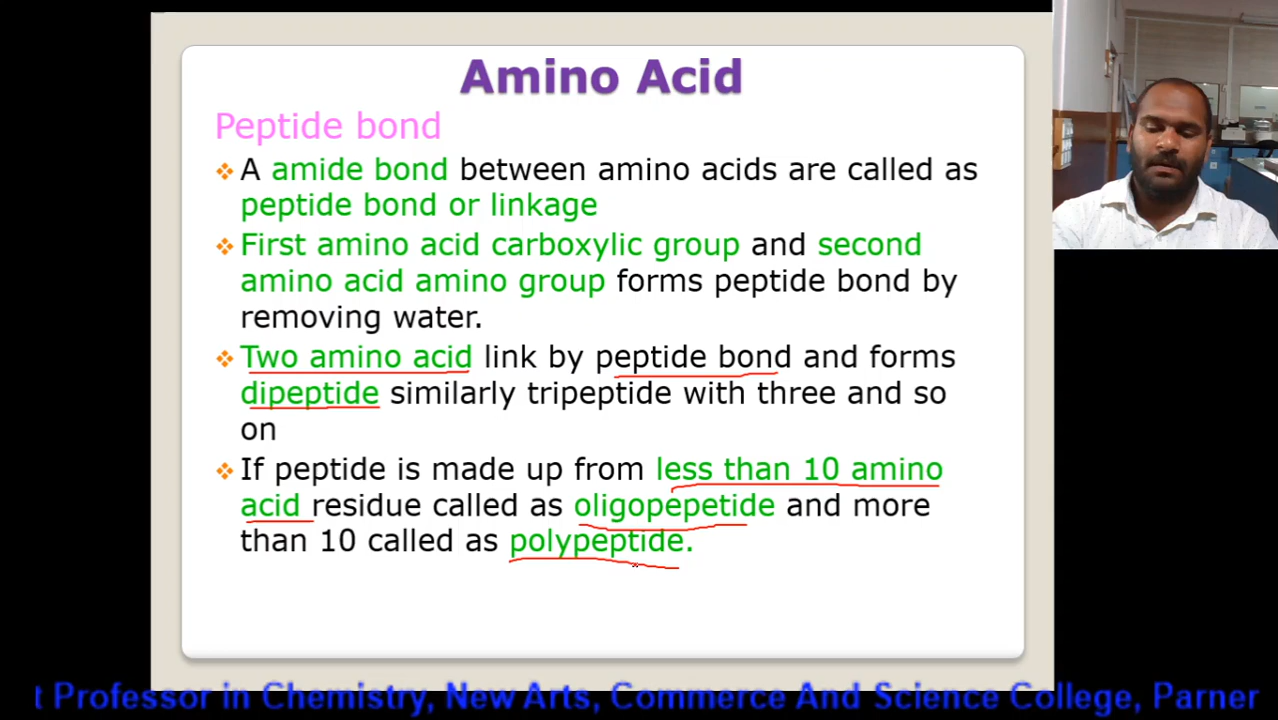 Amino Acid
Peptide bond
❖ A amide bond between amino acids are called as
peptide bond or linkage
❖ First amino acid carboxylic group and second
amino acid amino group forms peptide bond by
removing water.
❖ Two amino acid link by peptide bond and forms
dipeptide similarly tripeptide with three and so
on
❖ If peptide is made up from less than 10 amino
acid residue called as oligopepetide and more
than 10 called as polypeptide.
t Professor in Chemistry, New Arts, Commerce And Science College, Parner